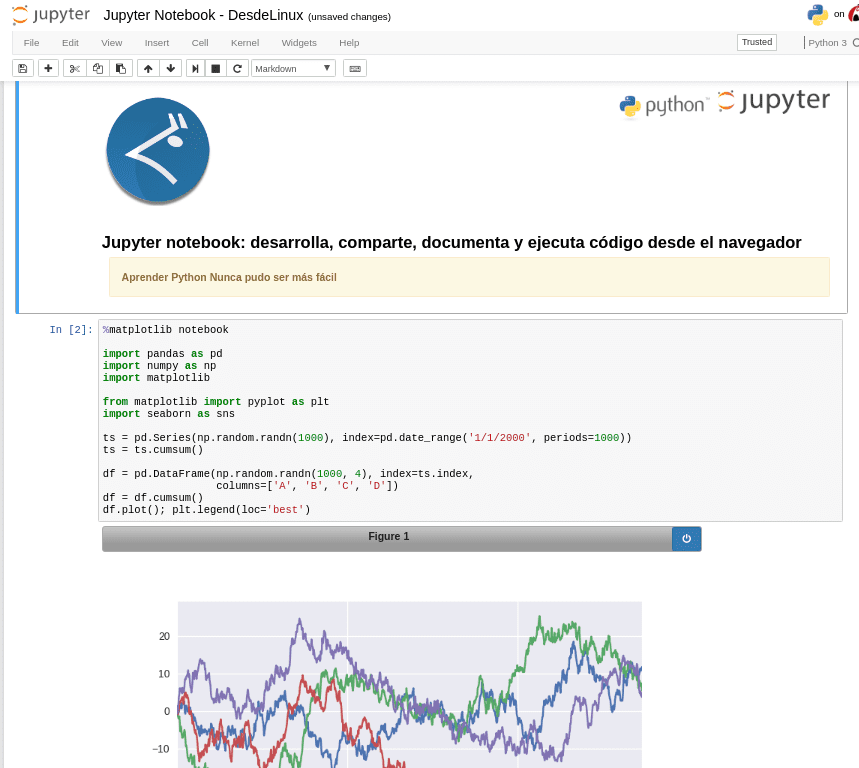 jupyter Jupyter Notebook - DesdeLinux (unsaved changes) on
File Edit View Insert Cell Kernel Widgets Help Trusted Python 3
Markdown
python™ jupyter
Jupyter notebook: desarrolla, comparte, documenta y ejecuta código desde el navegador
Aprender Python Nunca pudo ser más fácil
In [2]: %matplotlib notebook
import pandas as pd
import numpy as np
import matplotlib
from matplotlib import pyplot as plt
import seaborn as sns
ts = pd.Series(np.random.randn(1000), index=pd.date_range('1/1/2000', periods=1000))
ts = ts.cumsum()
df = pd.DataFrame(np.random.randn(1000, 4), index=ts.index,
columns=['A', 'B', 'C', 'D'])
df = df.cumsum()
df.plot(); plt.legend(loc='best')
Figure 1
20
10
0
−10